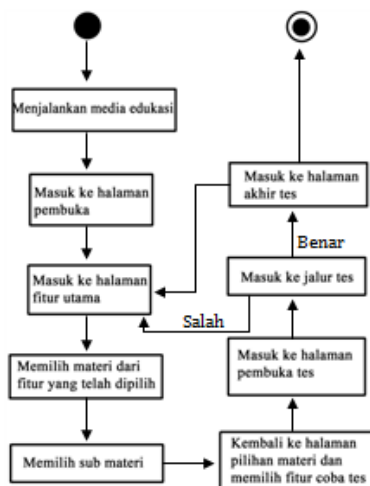 Menjalankan media edukasi
Masuk ke halaman
pembuka
Masuk ke halaman
fitur utama
Memilih materi dari
fitur yang telah dipilih
Memilih sub materi
Kembali ke halaman
pilihan materi dan
memilih fitur coba tes
Masuk ke halaman
pembuka tes
Masuk ke jalur tes
Salah
Benar
Masuk ke halaman
akhir tes